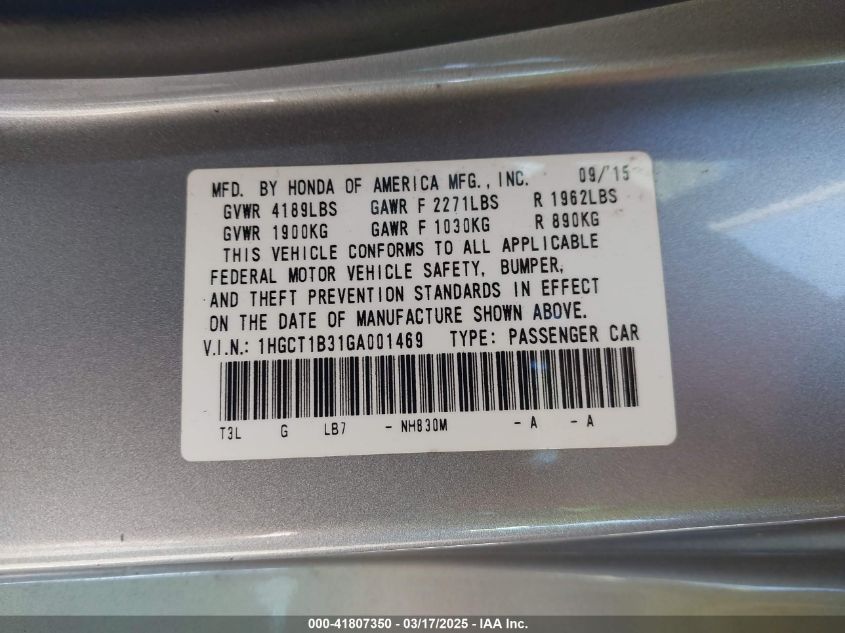 MFD. BY HONDA OF AMERICA MFG., INC. 09/'15
GVWR 4189LBS GAWR F 2271LBS R 1962LBS
GVWR 1900KG GAWR F 1030KG R 890KG
THIS VEHICLE CONFORMS TO ALL APPLICABLE
FEDERAL MOTOR VEHICLE SAFETY, BUMPER,
AND THEFT PREVENTION STANDARDS IN EFFECT
ON THE DATE OF MANUFACTURE SHOWN ABOVE.
V.I.N.: 1HGCT1B31GA001469 TYPE: PASSENGER CAR
T3L G LB7 - NH830M - A - A
000-41807350 - 03/17/2025 - IAA Inc.